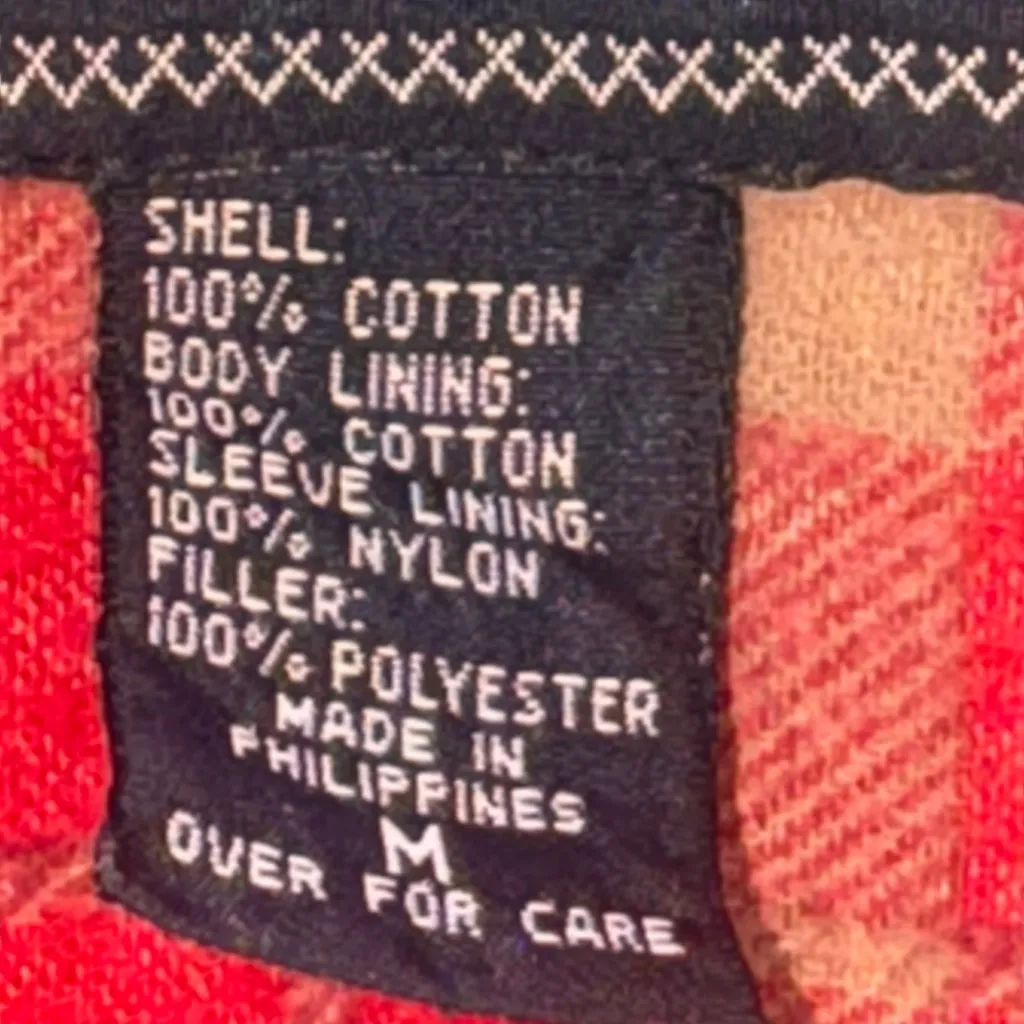 SHELL:
100% COTTON
BODY LINING:
100% COTTON
SLEEVE LINING:
100% NYLON
FILLER:
100% POLYESTER
MADE IN
PHILIPPINES
M
OVER FOR CARE